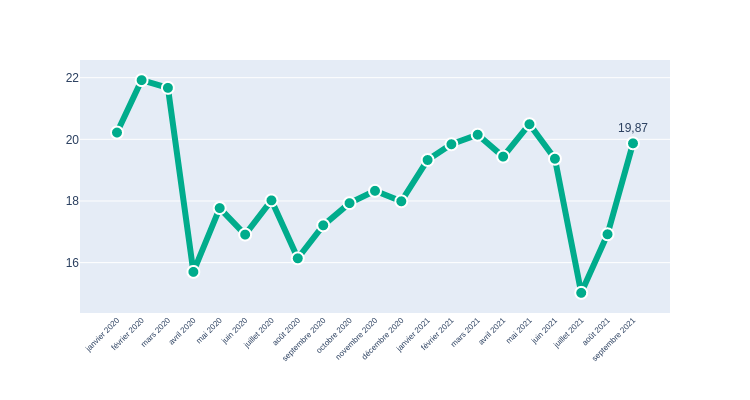 22
20
18
16
19,87
janvier 2020
février 2020
mars 2020
avril 2020
mai 2020
juin 2020
juillet 2020
août 2020
septembre 2020
octobre 2020
novembre 2020
décembre 2020
janvier 2021
février 2021
mars 2021
avril 2021
mai 2021
juin 2021
juillet 2021
août 2021
septembre 2021